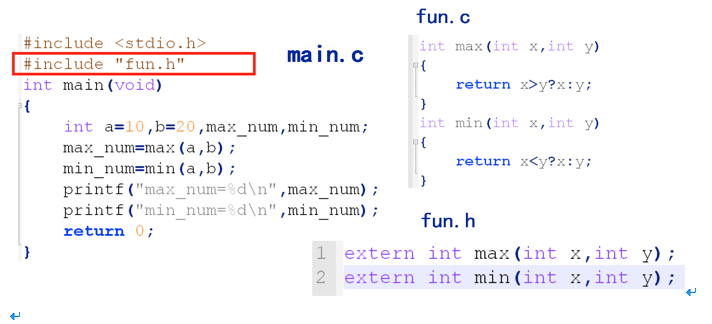 #include <stdio.h>
#include "fun.h"
int main(void)
{
int a=10,b=20,max_num,min_num;
max_num=max(a,b);
min_num=min(a,b);
printf("max_num=%d\n",max_num);
printf("min_num=%d\n",min_num);
return 0;
}
main.c
fun.c
int max(int x,int y)
{
return x>y?x:y;
}
int min(int x,int y)
{
return x<y?x:y;
}
fun.h
1 extern int max(int x,int y);
2 extern int min(int x,int y);